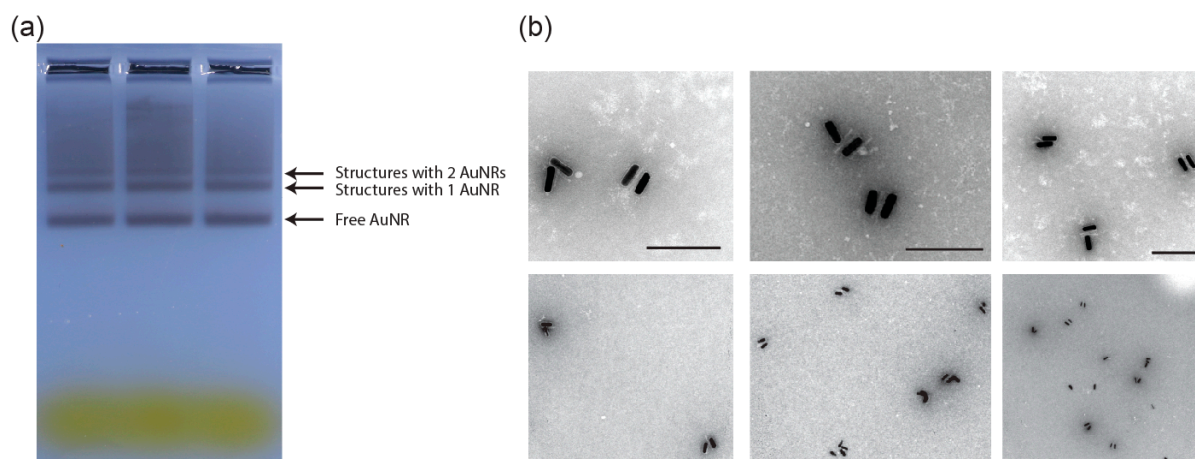 (a)
(b)
Structures with 2 AuNRs
Structures with 1 AuNR
Free AuNR